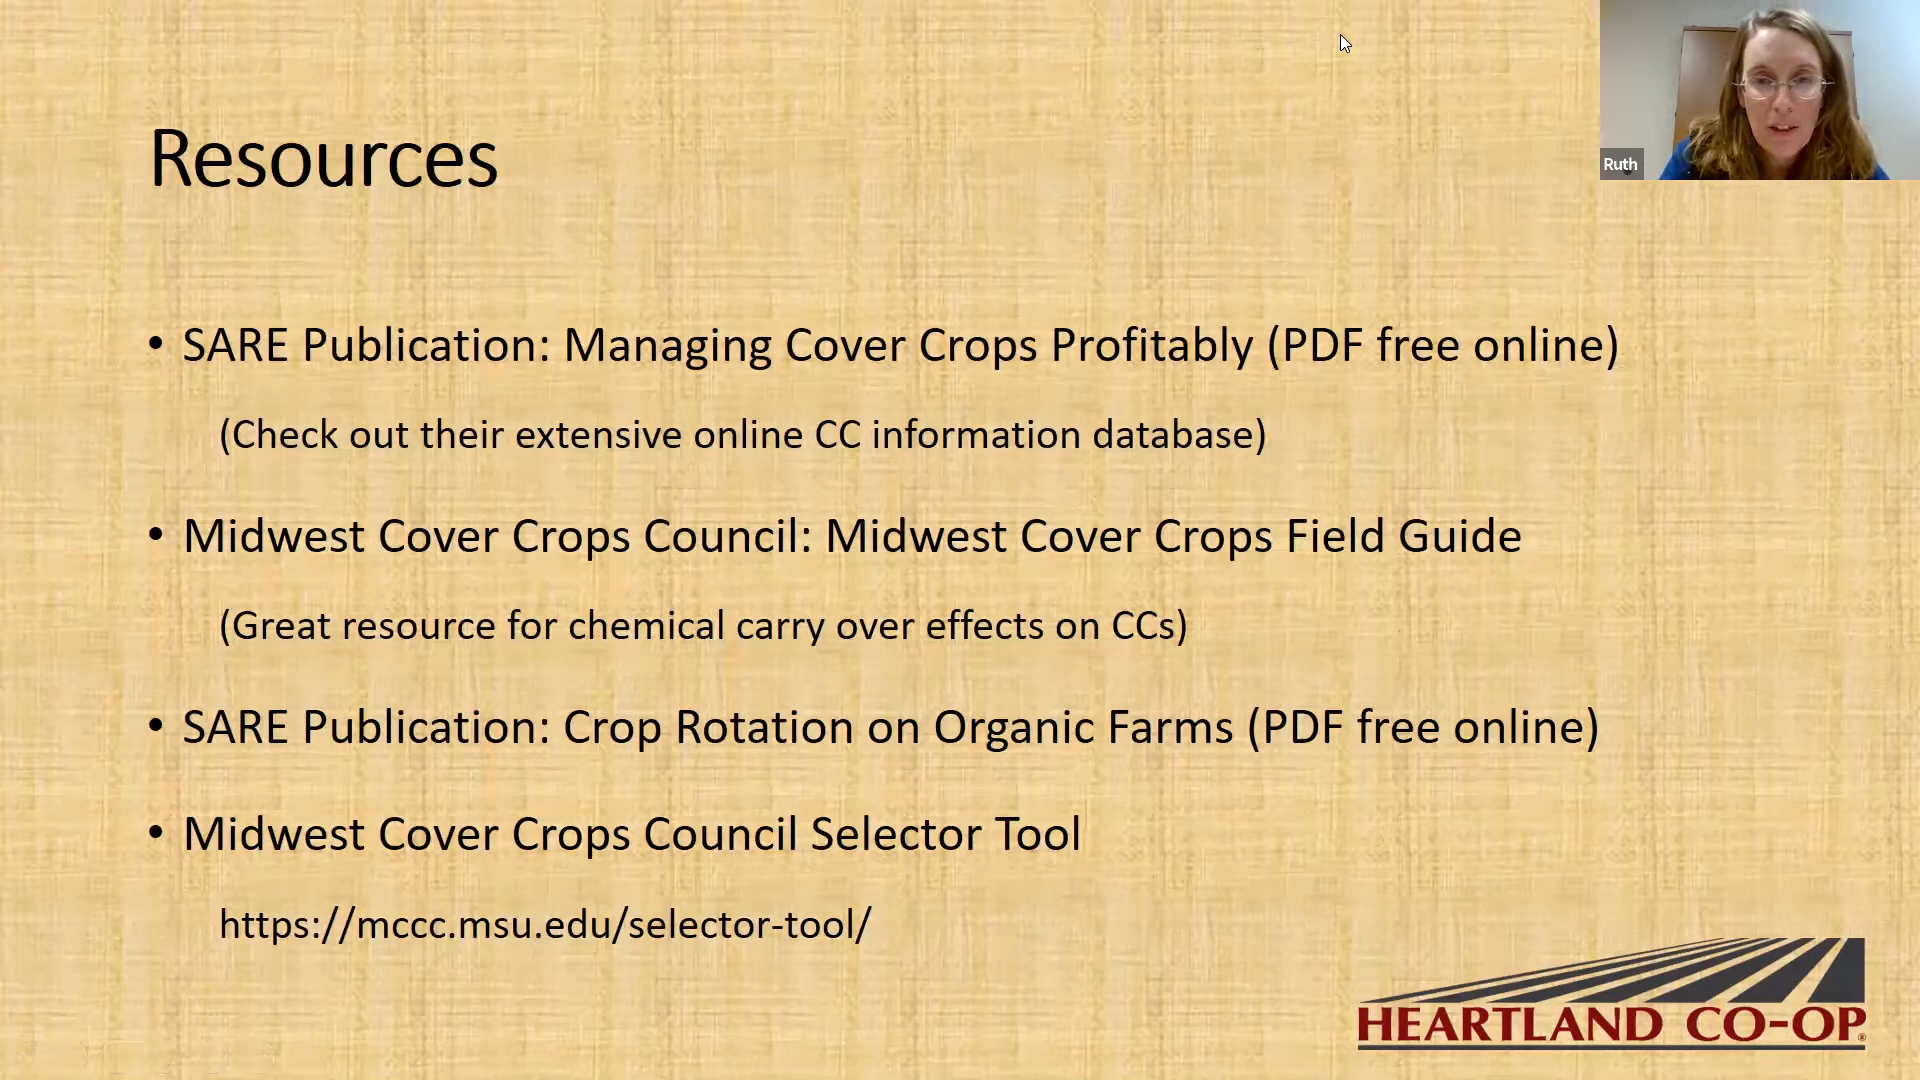 Ruth
Resources
• SARE Publication: Managing Cover Crops Profitably (PDF free online)
(Check out their extensive online CC information database)
• Midwest Cover Crops Council: Midwest Cover Crops Field Guide
(Great resource for chemical carry over effects on CCs)
• SARE Publication: Crop Rotation on Organic Farms (PDF free online)
• Midwest Cover Crops Council Selector Tool
https://mccc.msu.edu/selector-tool/
HEARTLAND CO-OP®